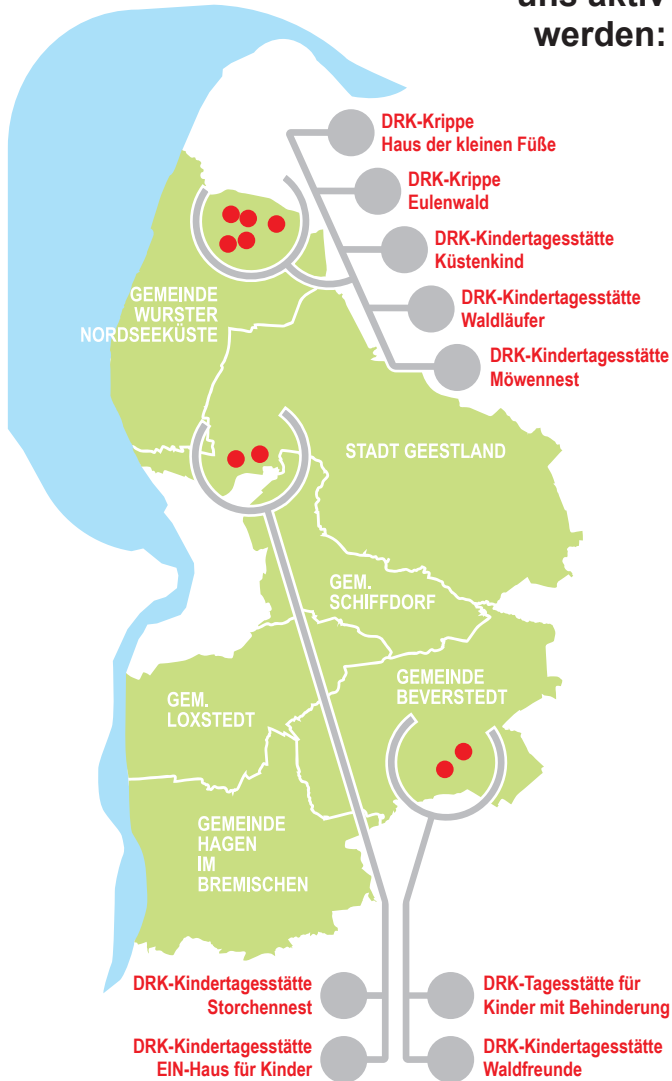 uns aktiv
werden:
DRK-Krippe
Haus der kleinen Füße
DRK-Krippe
Eulenwald
DRK-Kindertagesstätte
Küstenkind
DRK-Kindertagesstätte
Waldläufer
DRK-Kindertagesstätte
Möwennest
GEMEINDE
WURSTER
NORDSEEKÜSTE
STADT GEESTLAND
GEM.
SCHIFFDORF
GEMEINDE
BEVERSTEDT
GEM.
LOXSTEDT
GEMEINDE
HAGEN
IM
BREMISCHEN
DRK-Kindertagesstätte
Storchennest
DRK-Tagesstätte für
Kinder mit Behinderung
DRK-Kindertagesstätte
EIN-Haus für Kinder
DRK-Kindertagesstätte
Waldfreunde